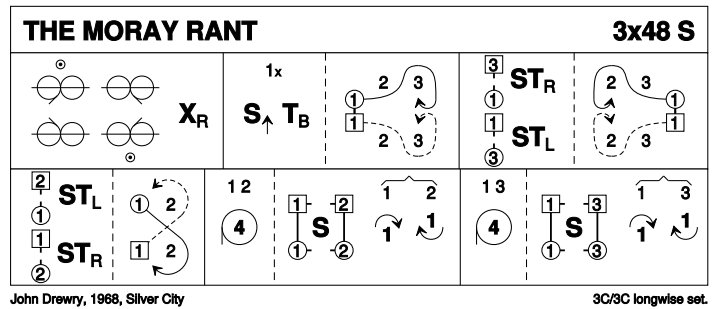 THE MORAY RANT 3x48 S
XR
1x
S TB
2 3
1
1
2 3
3 STR
1
1 STL
3
2 3
1
1
2 3
2 STL
1
1 STR
2
1 2
1 2
1 2
4
1 2
S
1 2
1 2
1 1
1 3
4
1 3
S
1 3
1 3
1 1
John Drewry, 1968, Silver City 3C/3C longwise set.